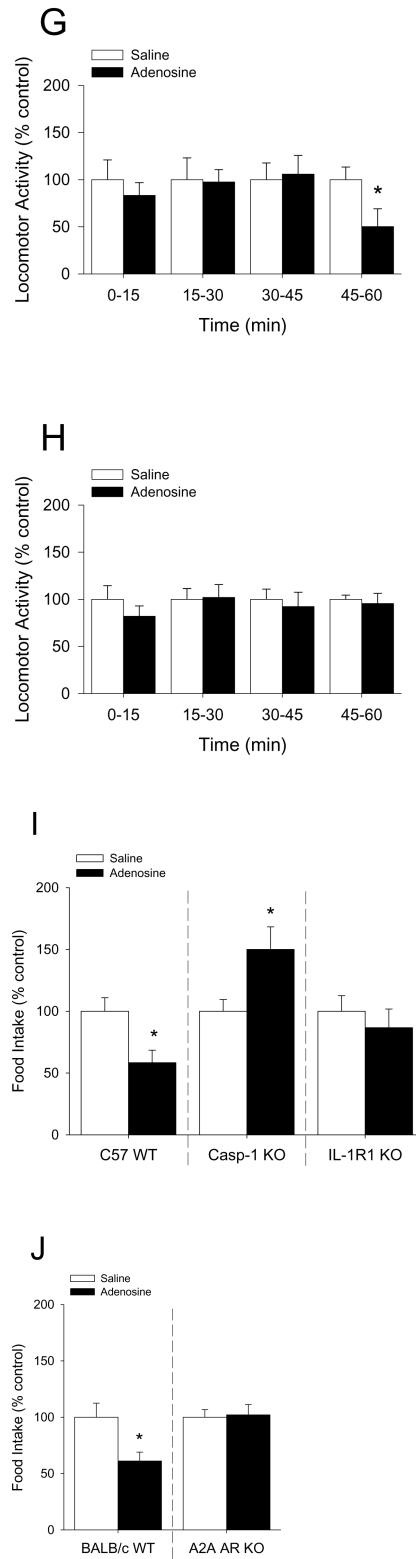 G
Saline
Adenosine
Locomotor Activity (% control)
200
150
100
50
0
*
0-15 15-30 30-45 45-60
Time (min)
H
Saline
Adenosine
Locomotor Activity (% control)
200
150
100
50
0
0-15 15-30 30-45 45-60
Time (min)
I
Saline
Adenosine
Food Intake (% control)
200
150
100
50
0
*
*
C57 WT Casp-1 KO IL-1R1 KO
J
Saline
Adenosine
Food Intake (% control)
200
150
100
50
0
*
BALB/c WT A2A AR KO